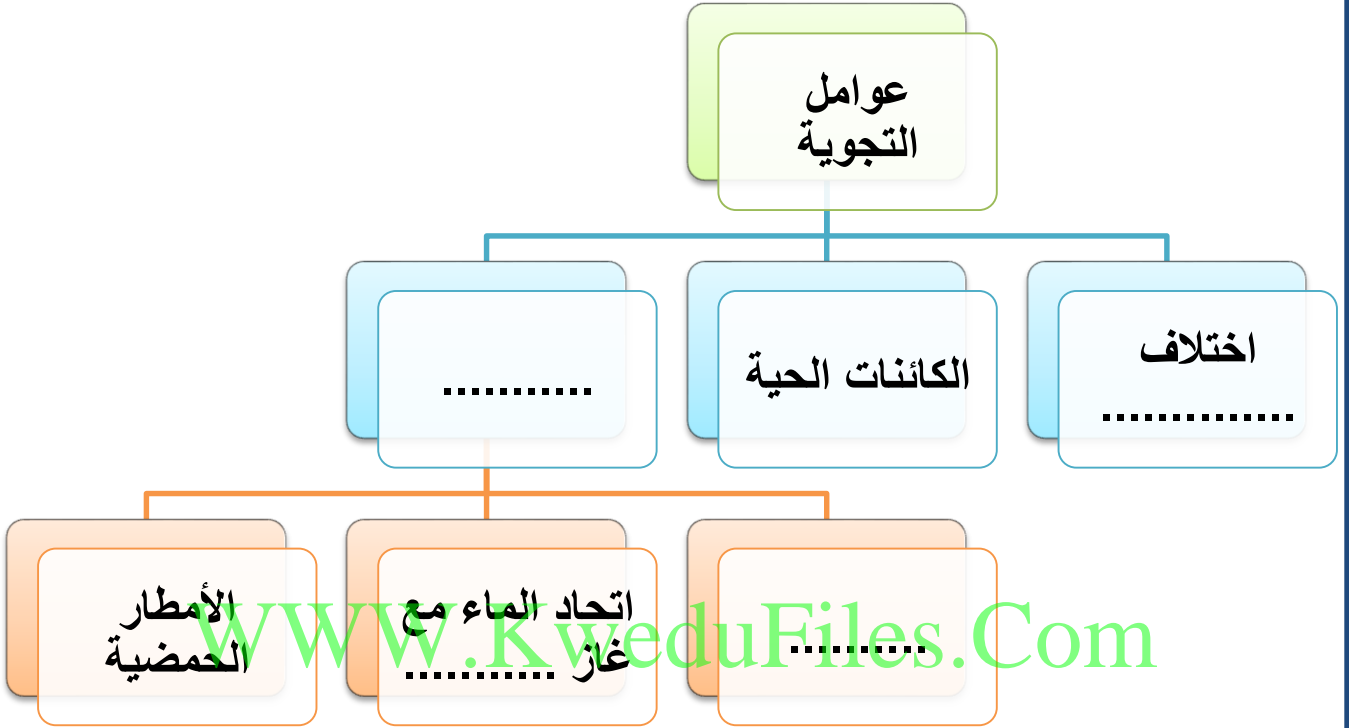 عوامل
التجوية
اختلاف
..............
الكائنات الحية
...........
..........
اتحاد الماء مع
غاز ...........
الأمطار
الحمضية
WWW.KweduFiles.Com